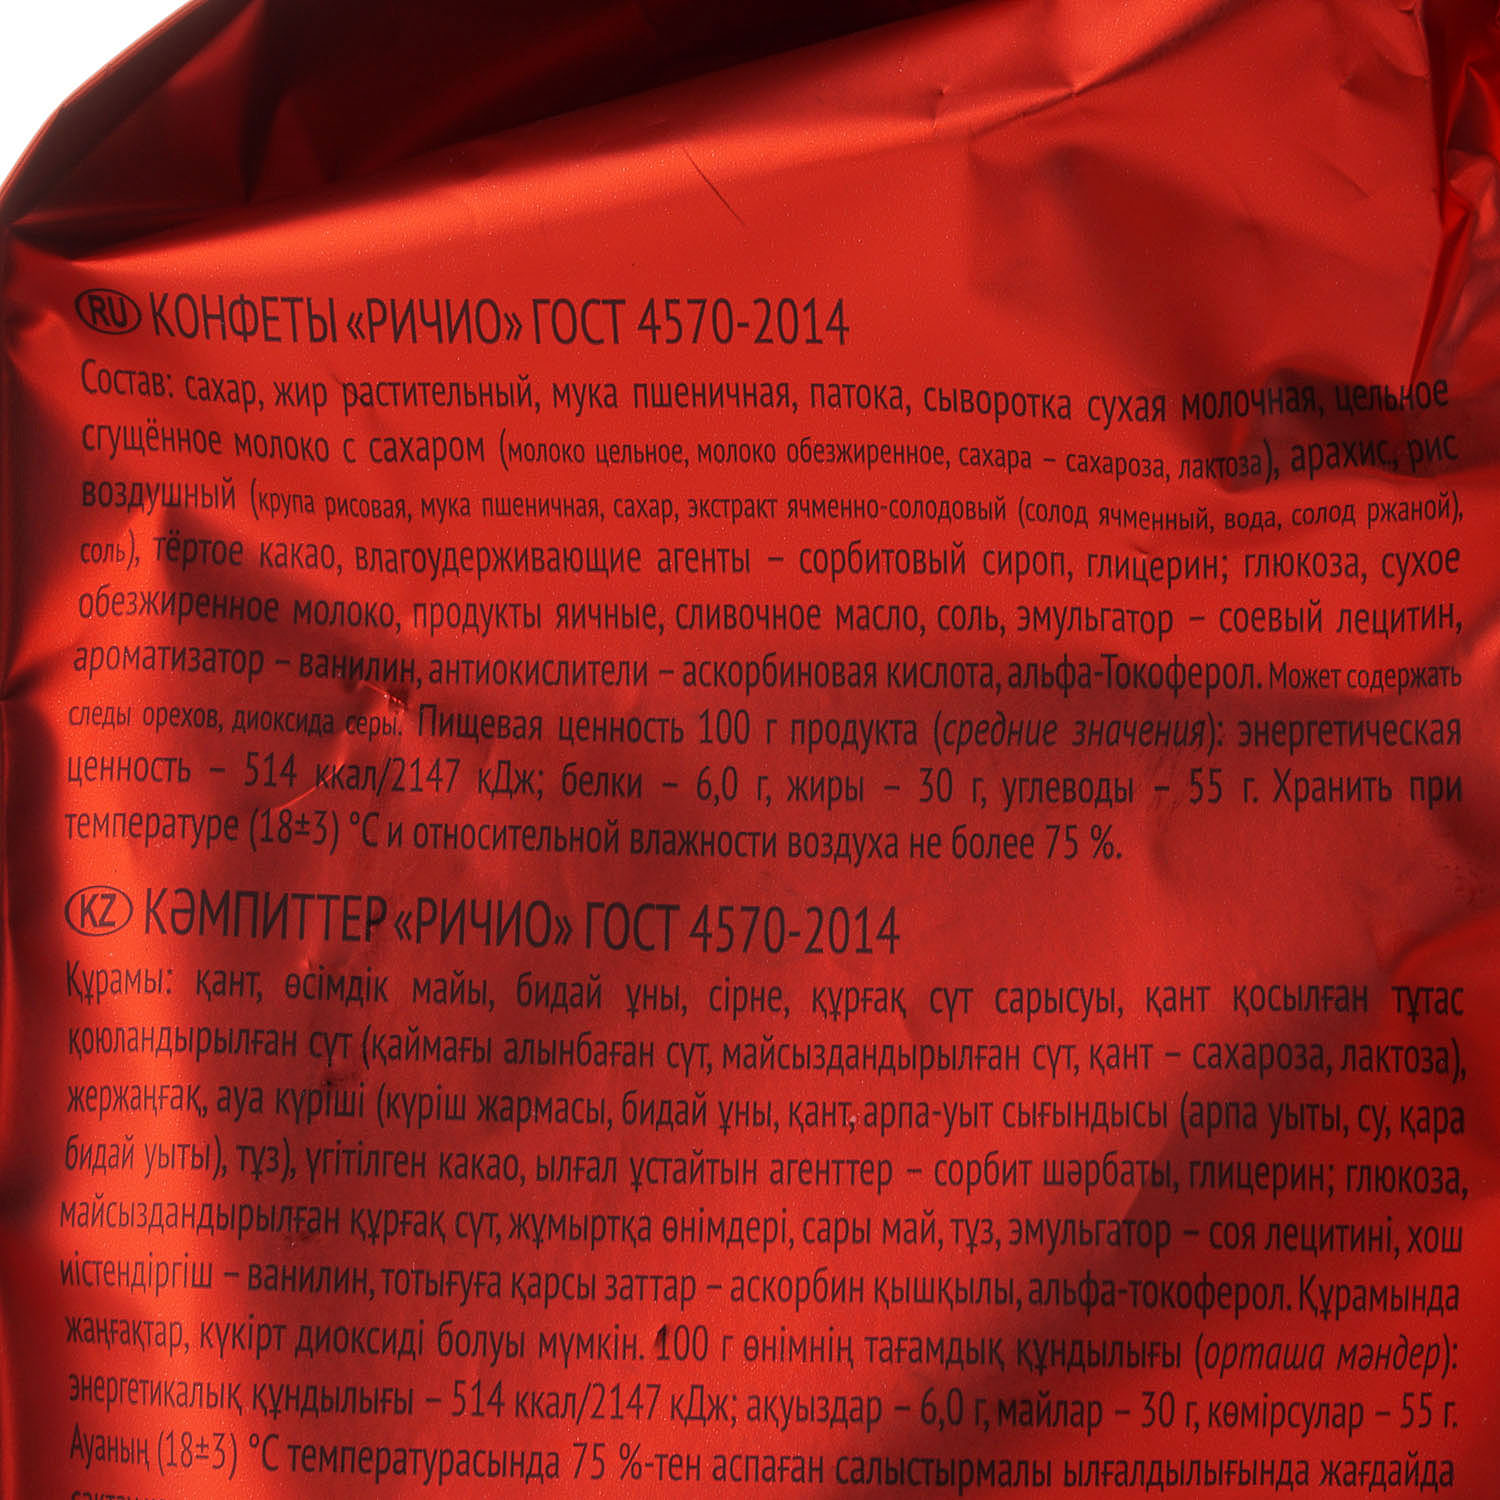 RU КОНФЕТЫ «РИЧИО» ГОСТ 4570-2014
Состав: сахар, жир растительный, мука пшеничная, патока, сыворотка сухая молочная, цельное
сгущённое молоко с сахаром (молоко цельное, молоко обезжиренное, сахара – сахароза, лактоза), арахис, рис
воздушный (крупа рисовая, мука пшеничная, сахар, экстракт ячменно-солодовый (солод ячменный, вода, солод ржаной),
соль), тёртое какао, влагоудерживающие агенты – сорбитовый сироп, глицерин; глюкоза, сухое
обезжиренное молоко, продукты яичные, сливочное масло, соль, эмульгатор – соевый лецитин,
ароматизатор – ванилин, антиокислители – аскорбиновая кислота, альфа-Токоферол. Может содержать
следы орехов, диоксида серы. Пищевая ценность 100 г продукта (средние значения): энергетическая
ценность – 514 ккал/2147 кДж; белки – 6,0 г, жиры – 30 г, углеводы – 55 г. Хранить при
температуре (18±3) °С и относительной влажности воздуха не более 75 %.
KZ КӘМПИТТЕР «РИЧИО» ГОСТ 4570-2014
Құрамы: қант, өсімдік майы, бидай ұны, сірне, құрғақ сүт сарысуы, қант қосылған тұтас
қоюландырылған сүт (қаймағы алынбаған сүт, майсыздандырылған сүт, қант – сахароза, лактоза),
жержаңғақ, ауа күріші (күріш жармасы, бидай ұны, қант, арпа-уыт сығындысы (арпа уыты, су, қара
бидай уыты), тұз), үгітілген какао, ылғал ұстайтын агенттер – сорбит шәрбаты, глицерин; глюкоза,
майсыздандырылған құрғақ сүт, жұмыртқа өнімдері, сары май, тұз, эмульгатор – соя лецитині, хош
иістендіргіш – ванилин, тотығуға қарсы заттар – аскорбин қышқылы, альфа-токоферол. Құрамында
жаңғақтар, күкірт диоксиді болуы мүмкін. 100 г өнімнің тағамдық құндылығы (орташа мәндер):
энергетикалық құндылығы – 514 ккал/2147 кДж; ақуыздар – 6,0 г, майлар – 30 г, көмірсулар – 55 г.
Ауаның (18±3) °С температурасында 75 %-тен аспаған салыстырмалы ылғалдылығында жағдайда